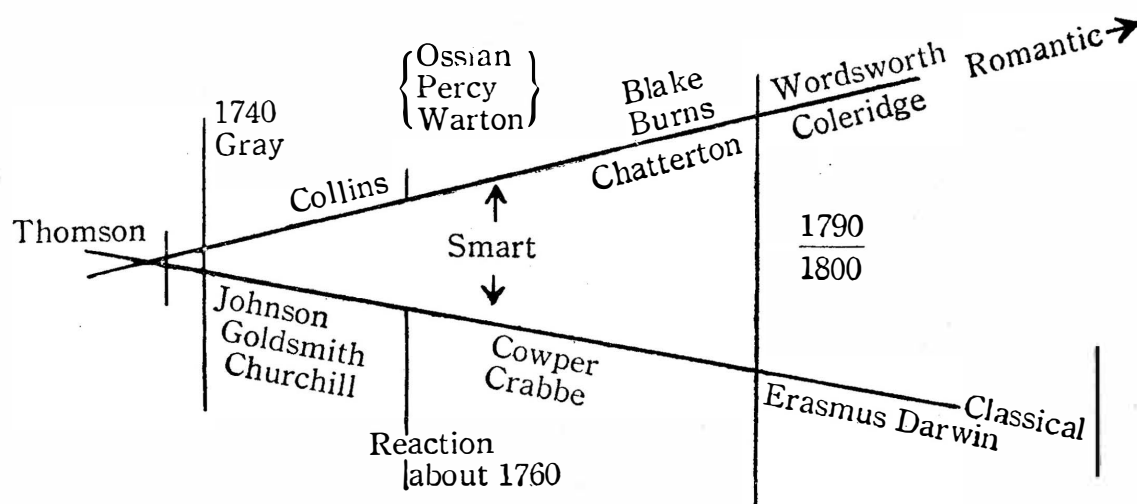 Ossian
Percy
Warton
1740
Gray
Blake
Burns
Chatterton
Wordsworth
Coleridge
Romantic
Collins
Thomson
Smart
1790
1800
Johnson
Goldsmith
Churchill
Cowper
Crabbe
Erasmus Darwin
Classical
Reaction
about 1760